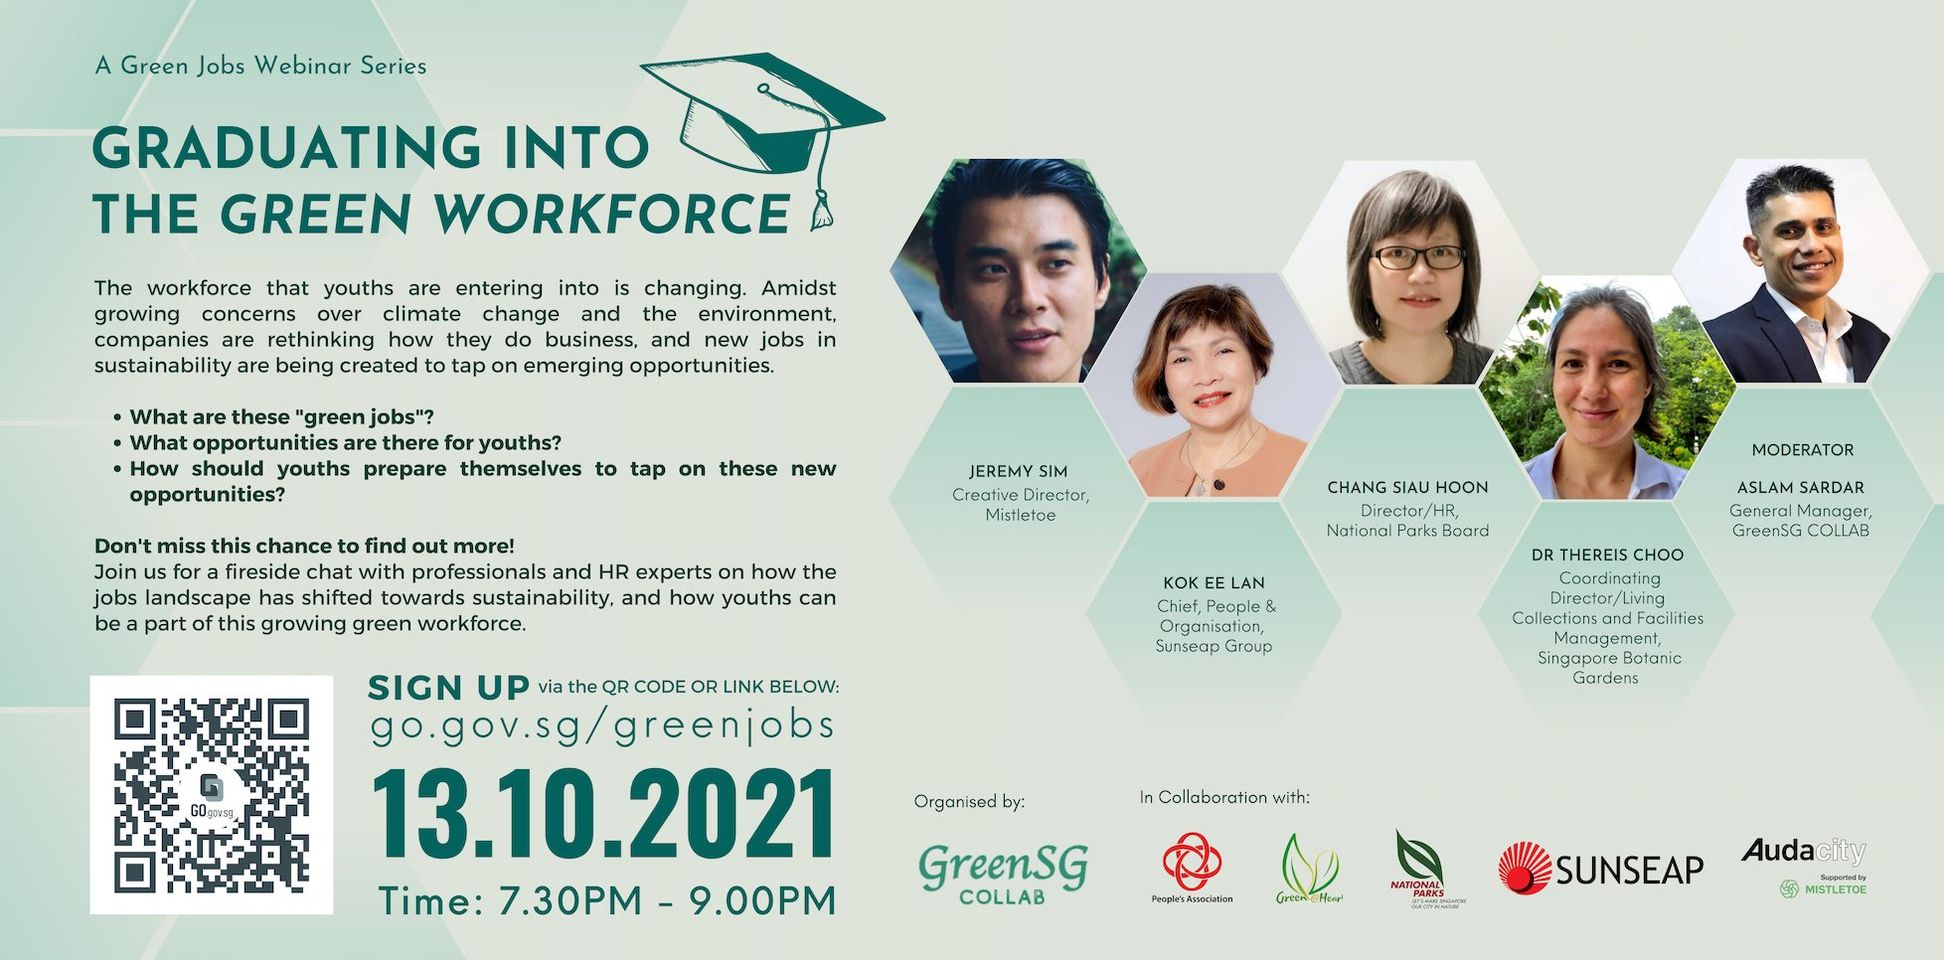 A Green Jobs Webinar Series
GRADUATING INTO
THE GREEN WORKFORCE
The workforce that youths are entering into is changing. Amidst
growing concerns over climate change and the environment,
companies are rethinking how they do business, and new jobs in
sustainability are being created to tap on emerging opportunities.
• What are these "green jobs"?
• What opportunities are there for youths?
• How should youths prepare themselves to tap on these new
opportunities?
Don't miss this chance to find out more!
Join us for a fireside chat with professionals and HR experts on how the
jobs landscape has shifted towards sustainability, and how youths can
be a part of this growing green workforce.
GO.gov.sg
SIGN UP via the QR CODE OR LINK BELOW:
go.gov.sg/greenjobs
13.10.2021
Time: 7.30PM - 9.00PM
JEREMY SIM
Creative Director,
Mistletoe
KOK EE LAN
Chief, People &
Organisation,
Sunseap Group
CHANG SIAU HOON
Director/HR,
National Parks Board
DR THEREIS CHOO
Coordinating
Director/Living
Collections and Facilities
Management,
Singapore Botanic
Gardens
MODERATOR
ASLAM SARDAR
General Manager,
GreenSG COLLAB
Organised by:
GreenSG
COLLAB
In Collaboration with:
People's Association
Green@Heart
NATIONAL
PARKS
LET'S MAKE SINGAPORE
OUR CITY IN NATURE
SUNSEAP
Audacity
Supported by
MISTLETOE